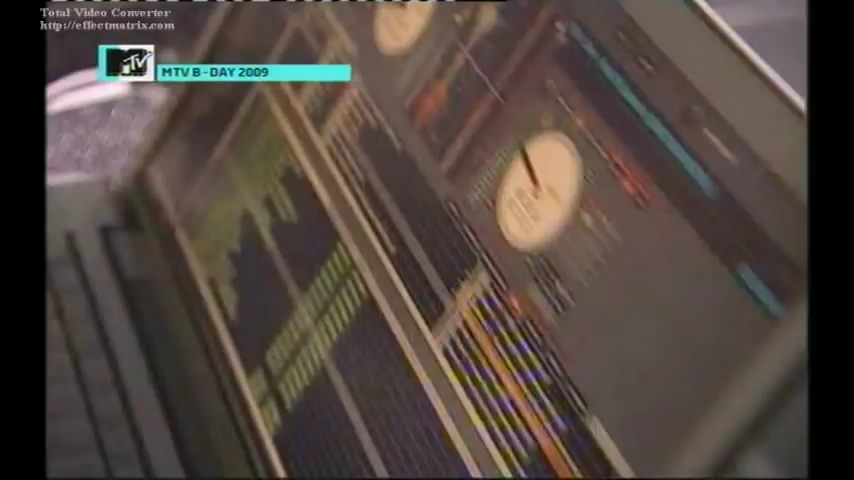 Total Video Converter
http://effectmatrix.com
MTV
MTV B-DAY 2009